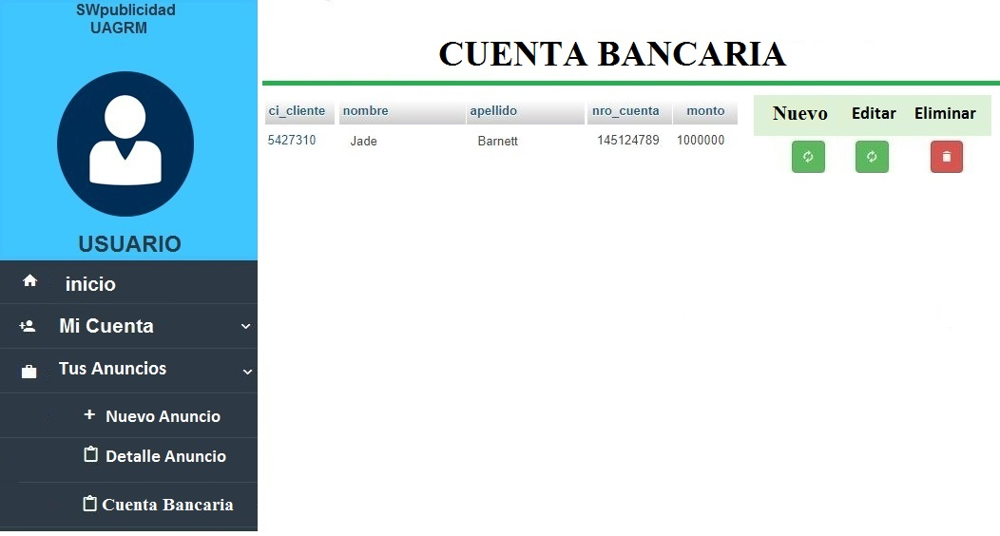 SWpublicidad
UAGRM
USUARIO
inicio
Mi Cuenta
Tus Anuncios
+ Nuevo Anuncio
Detalle Anuncio
Cuenta Bancaria
CUENTA BANCARIA
ci_cliente nombre apellido nro_cuenta monto Nuevo Editar Eliminar
5427310 Jade Barnett 145124789 1000000